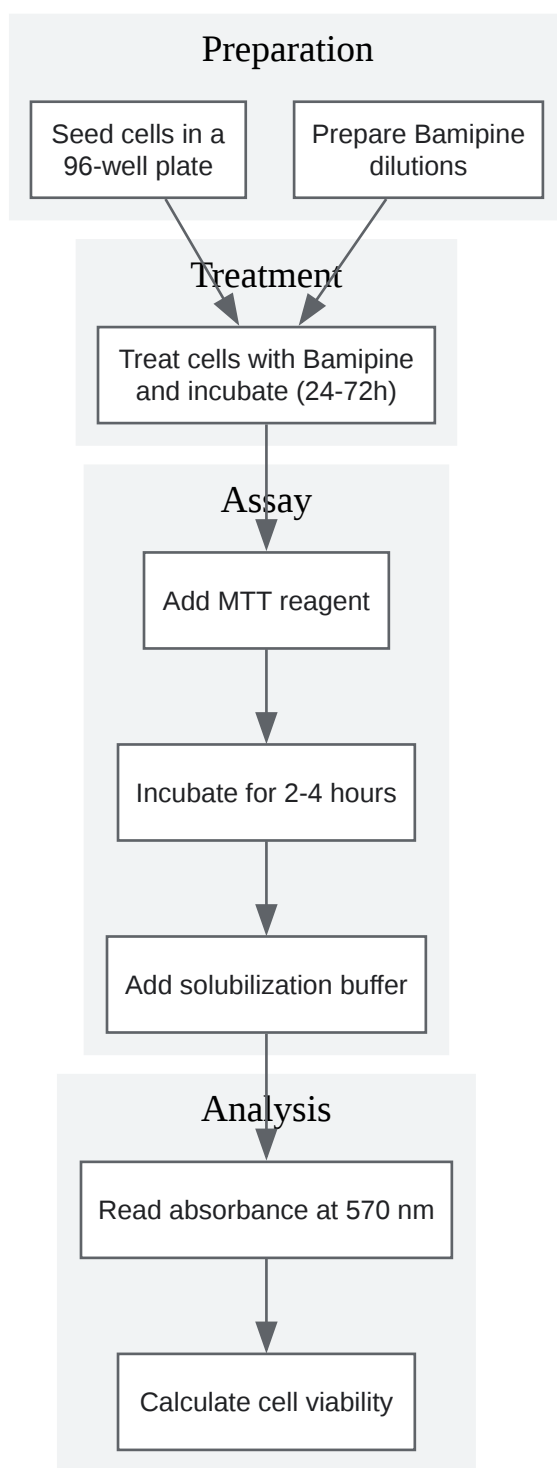 Preparation
Seed cells in a
96-well plate
Prepare Bamipine
dilutions
Treatment
Treat cells with Bamipine
and incubate (24-72h)
Assay
Add MTT reagent
Incubate for 2-4 hours
Add solubilization buffer
Analysis
Read absorbance at 570 nm
Calculate cell viability